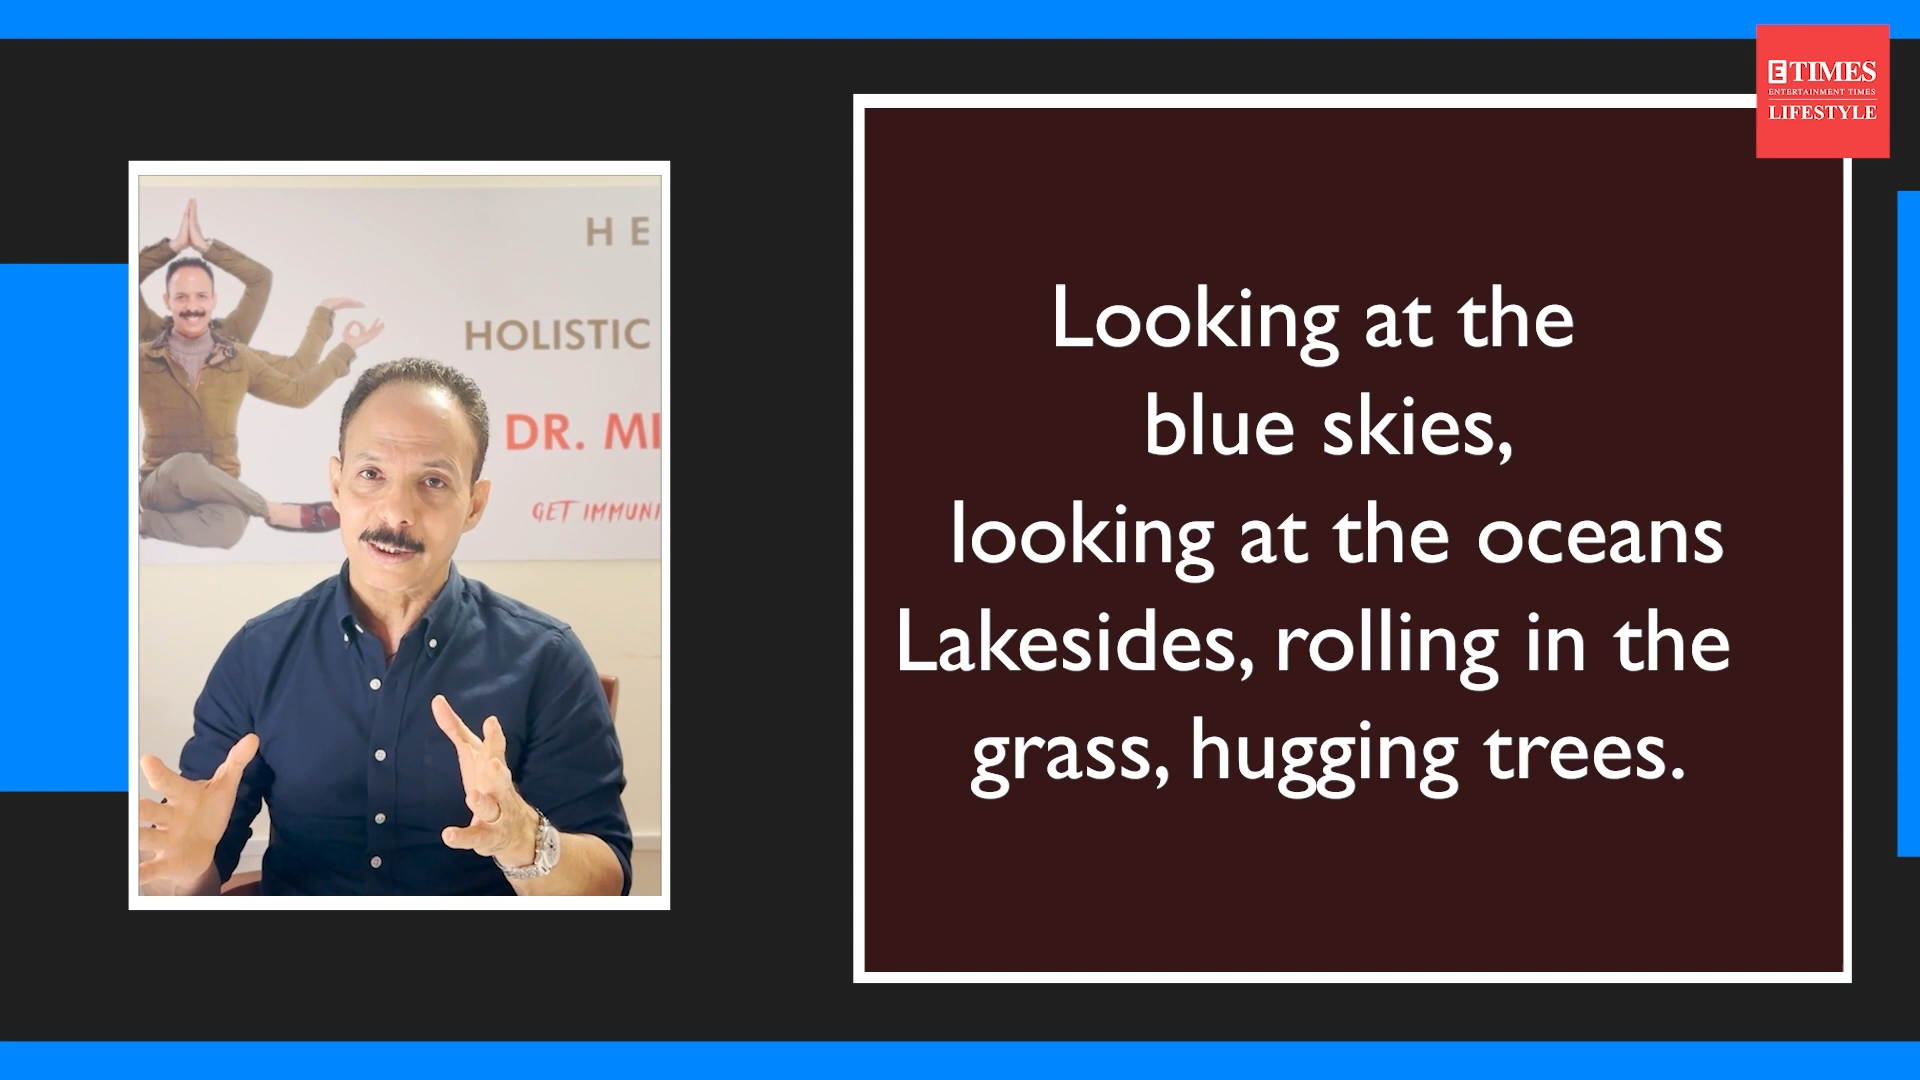 ETIMES
ENTERTAINMENT TIMES
LIFESTYLE
HE
HOLISTIC
DR. MI
GET IMMUNI
Looking at the
blue skies,
looking at the oceans
Lakesides, rolling in the
grass, hugging trees.